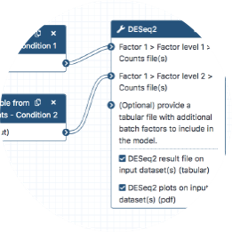 Condition 1
ble from
ts - Condition 2
ut)
DESeq2
Factor 1 > Factor level 1 >
Counts file(s)
Factor 1 > Factor level 2 >
Counts file(s)
(Optional) provide a
tabular file with additional
batch factors to include in
the model.
DESeq2 result file on
input dataset(s) (tabular)
DESeq2 plots on input
dataset(s) (pdf)